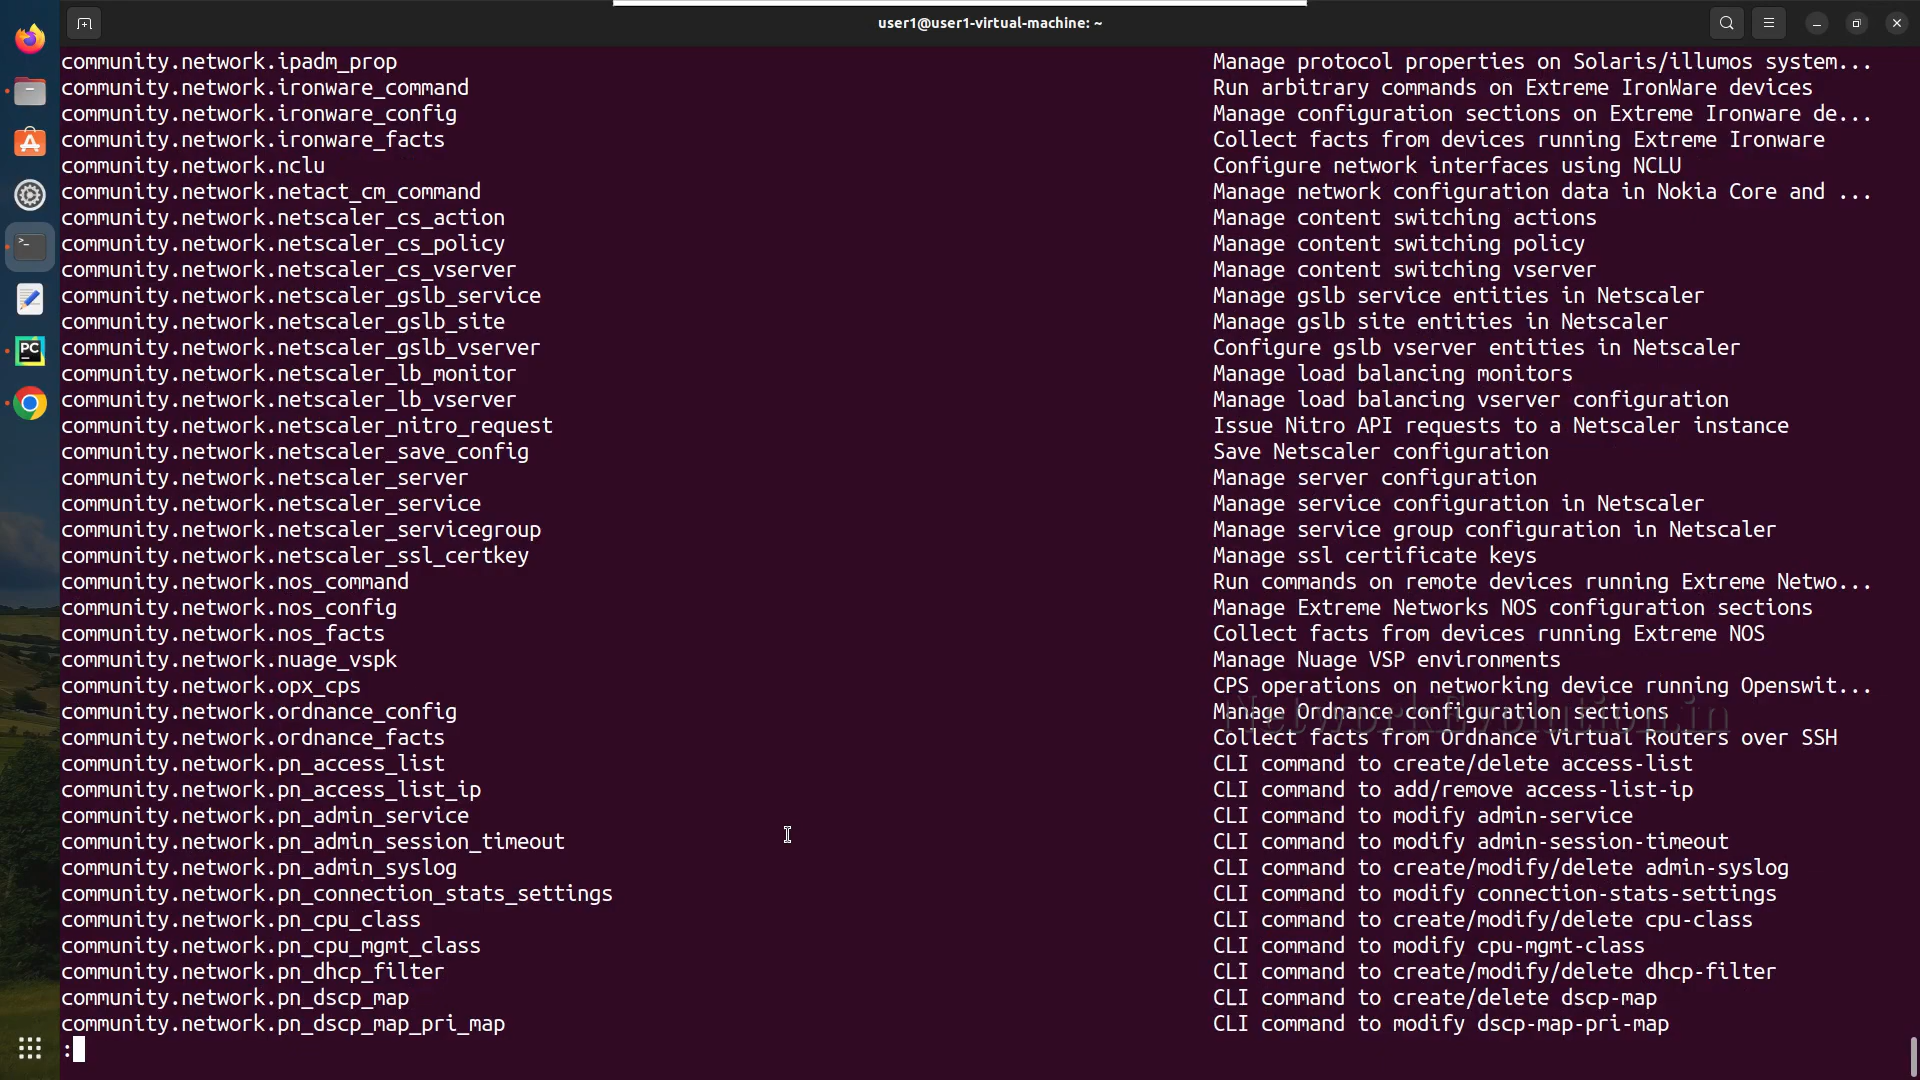 user1@user1-virtual-machine: ~
community.network.ipadm_prop Manage protocol properties on Solaris/illumos system...
community.network.ironware_command Run arbitrary commands on Extreme IronWare devices
community.network.ironware_config Manage configuration sections on Extreme Ironware de...
community.network.ironware_facts Collect facts from devices running Extreme Ironware
community.network.nclu Configure network interfaces using NCLU
community.network.netact_cm_command Manage network configuration data in Nokia Core and ...
community.network.netscaler_cs_action Manage content switching actions
community.network.netscaler_cs_policy Manage content switching policy
community.network.netscaler_cs_vserver Manage content switching vserver
community.network.netscaler_gslb_service Manage gslb service entities in Netscaler
community.network.netscaler_gslb_site Manage gslb site entities in Netscaler
community.network.netscaler_gslb_vserver Configure gslb vserver entities in Netscaler
community.network.netscaler_lb_monitor Manage load balancing monitors
community.network.netscaler_lb_vserver Manage load balancing vserver configuration
community.network.netscaler_nitro_request Issue Nitro API requests to a Netscaler instance
community.network.netscaler_save_config Save Netscaler configuration
community.network.netscaler_server Manage server configuration
community.network.netscaler_service Manage service configuration in Netscaler
community.network.netscaler_servicegroup Manage service group configuration in Netscaler
community.network.netscaler_ssl_certkey Manage ssl certificate keys
community.network.nos_command Run commands on remote devices running Extreme Netwo...
community.network.nos_config Manage Extreme Networks NOS configuration sections
community.network.nos_facts Collect facts from devices running Extreme NOS
community.network.nuage_vspk Manage Nuage VSP environments
community.network.opx_cps CPS operations on networking device running Openswit...
community.network.ordnance_config Manage Ordnance configuration sections
NetworkEvolution.in
community.network.ordnance_facts Collect facts from Ordnance Virtual Routers over SSH
community.network.pn_access_list CLI command to create/delete access-list
community.network.pn_access_list_ip CLI command to add/remove access-list-ip
community.network.pn_admin_service CLI command to modify admin-service
community.network.pn_admin_session_timeout CLI command to modify admin-session-timeout
community.network.pn_admin_syslog CLI command to create/modify/delete admin-syslog
community.network.pn_connection_stats_settings CLI command to modify connection-stats-settings
community.network.pn_cpu_class CLI command to create/modify/delete cpu-class
community.network.pn_cpu_mgmt_class CLI command to modify cpu-mgmt-class
community.network.pn_dhcp_filter CLI command to create/modify/delete dhcp-filter
community.network.pn_dscp_map CLI command to create/delete dscp-map
community.network.pn_dscp_map_pri_map CLI command to modify dscp-map-pri-map
:
PC